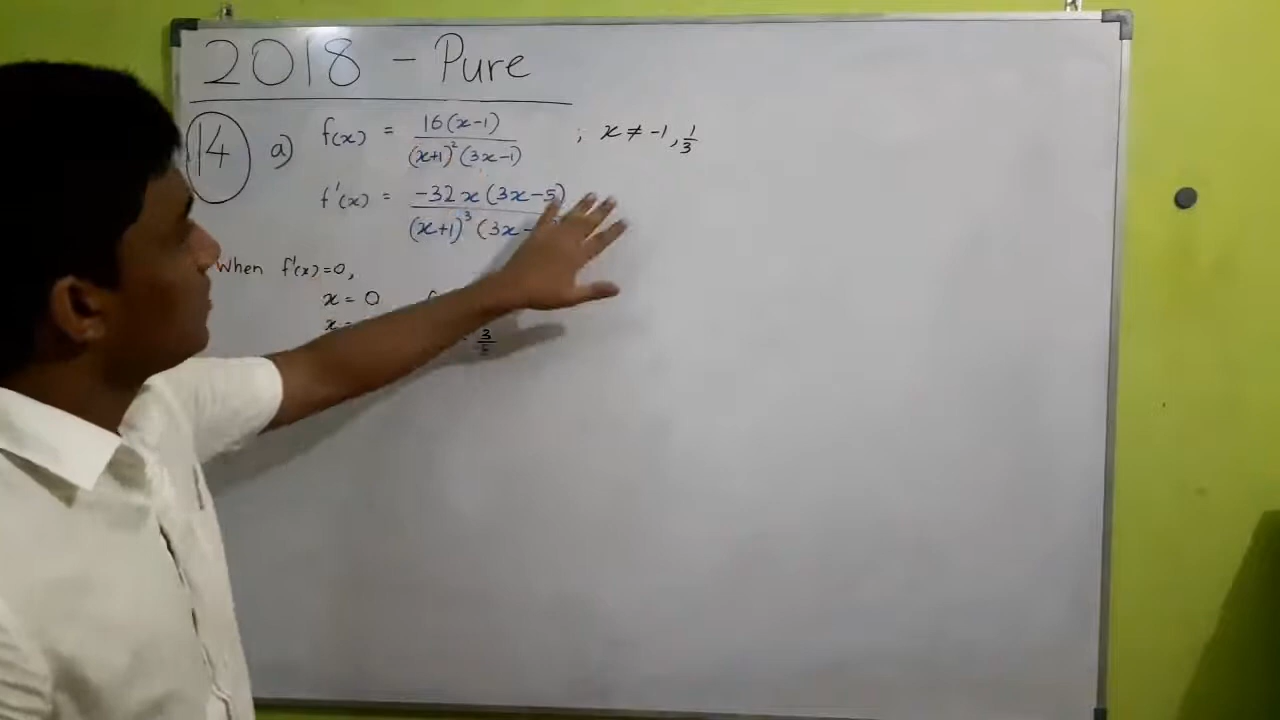 2018 - Pure
14 a) f(x) = 16(x-1) / (x+1)² (3x-1) ; x ≠ -1, 1/3
f'(x) = -32x(3x-5) / (x+1)³ (3x-
When f'(x)=0,
x = 0
x =
3